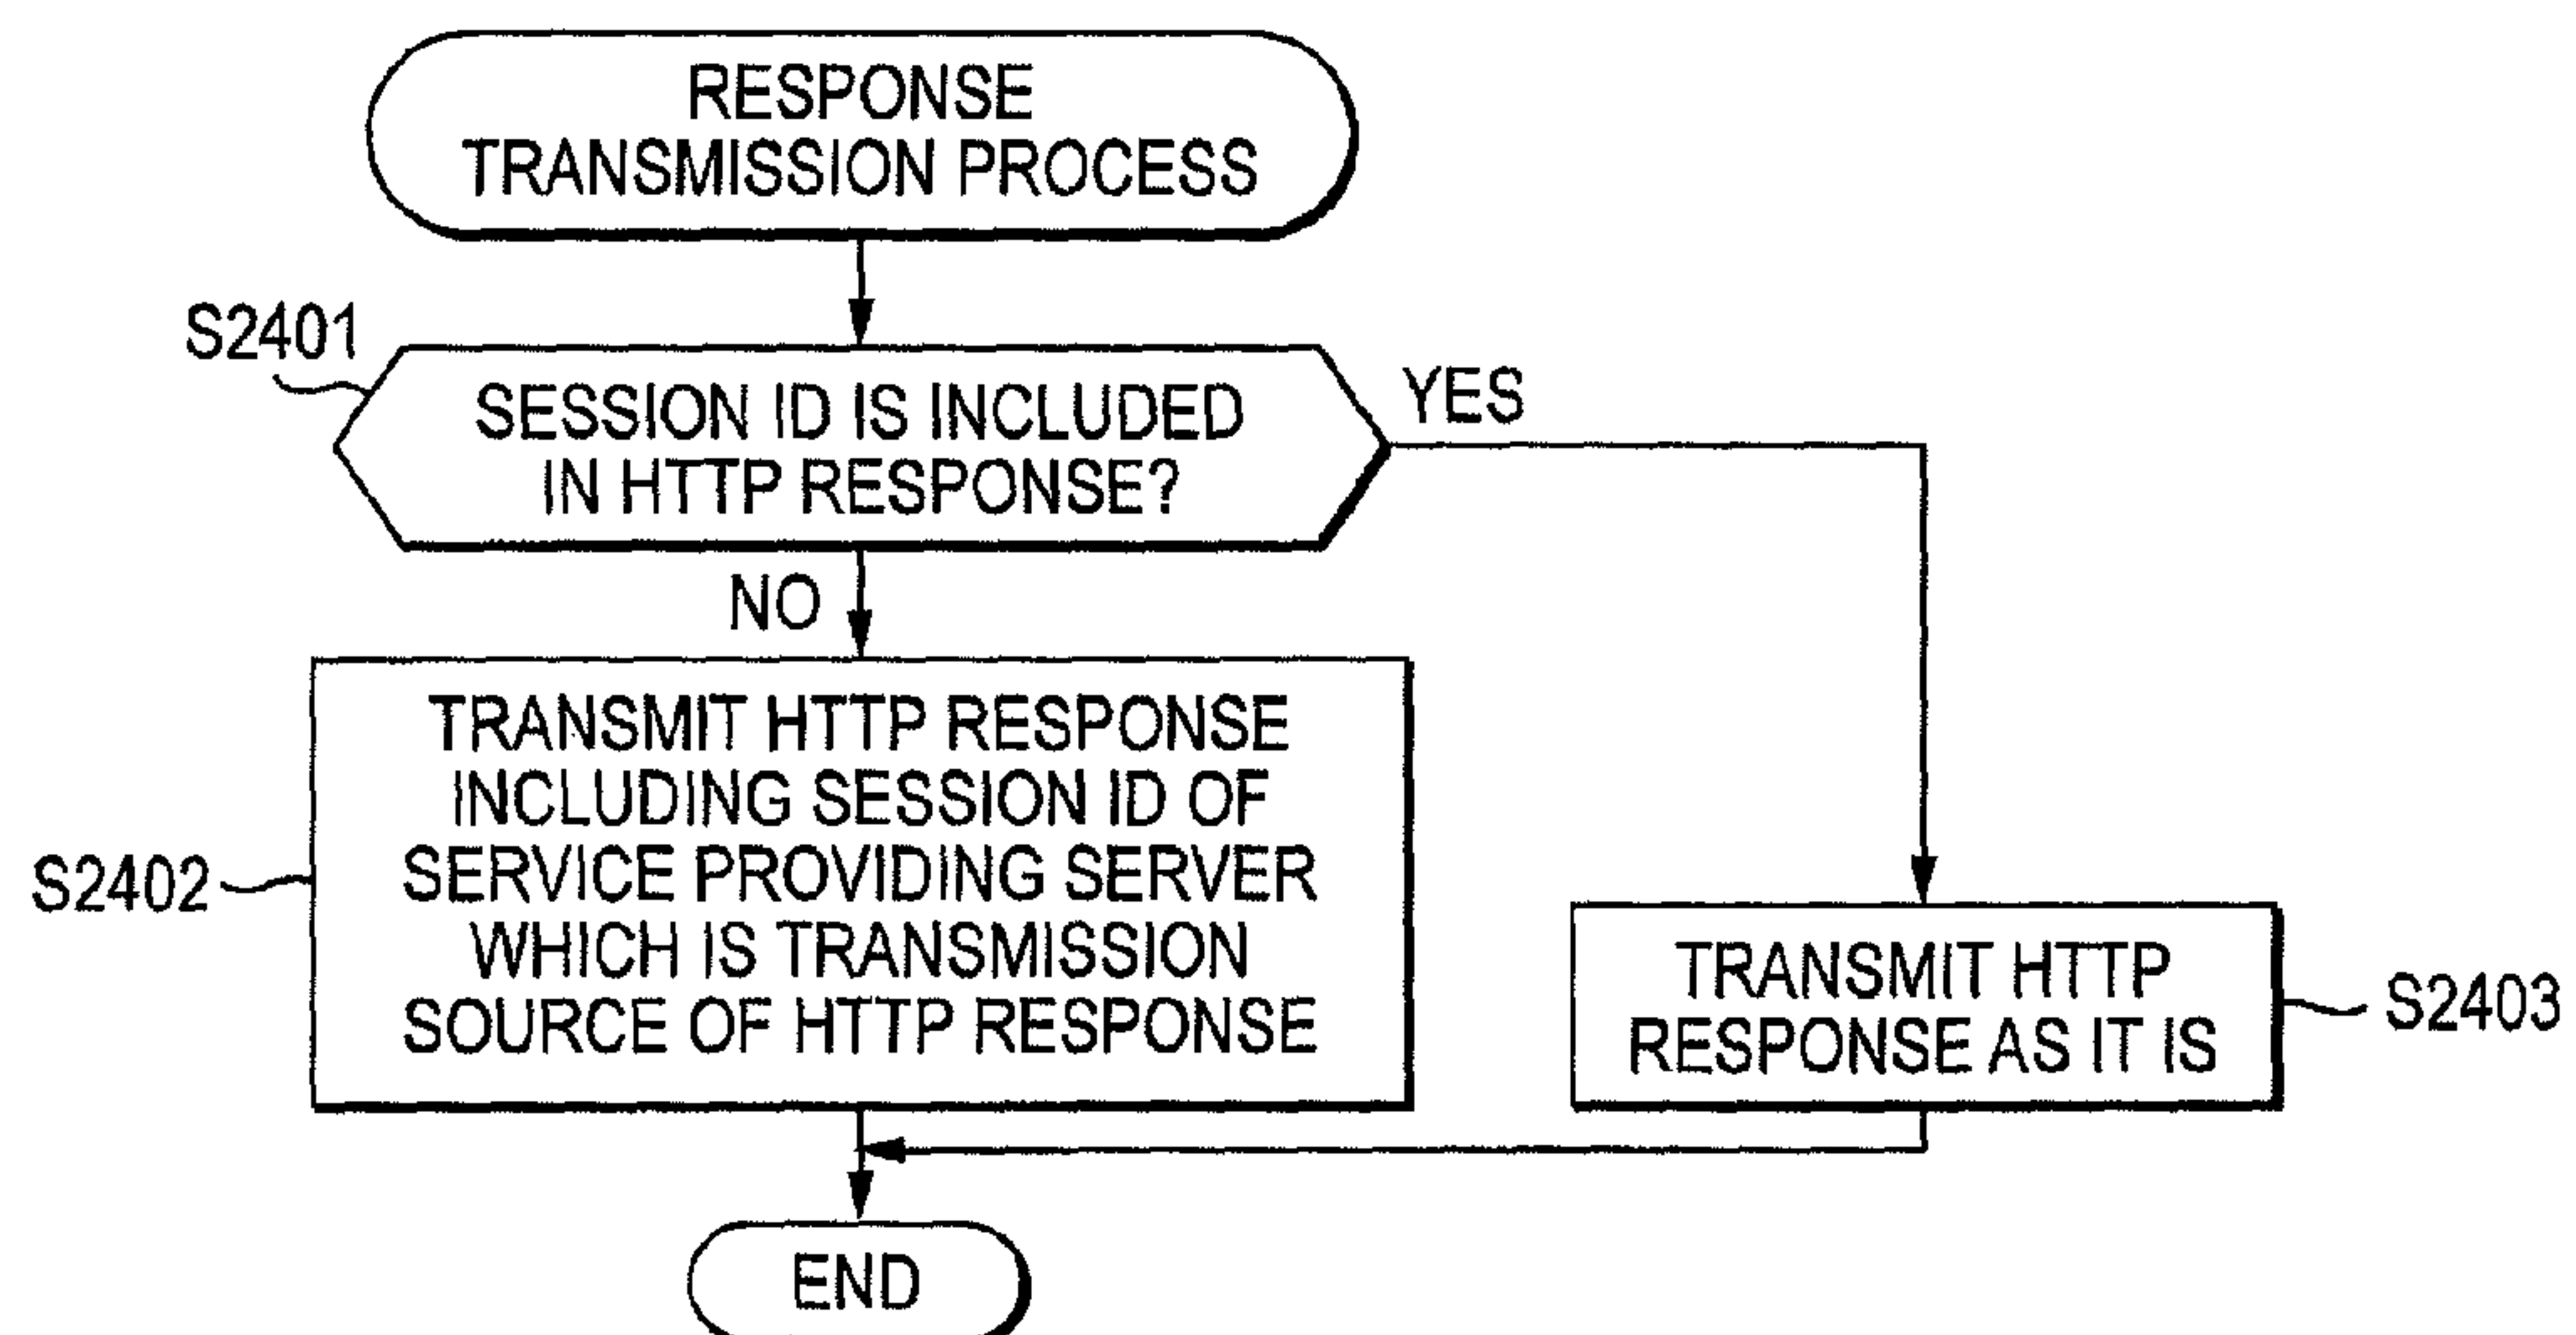 RESPONSE
TRANSMISSION PROCESS
S2401
SESSION ID IS INCLUDED
IN HTTP RESPONSE?
YES
NO
TRANSMIT HTTP RESPONSE
INCLUDING SESSION ID OF
SERVICE PROVIDING SERVER
WHICH IS TRANSMISSION
SOURCE OF HTTP RESPONSE
S2402
TRANSMIT HTTP
RESPONSE AS IT IS
S2403
END